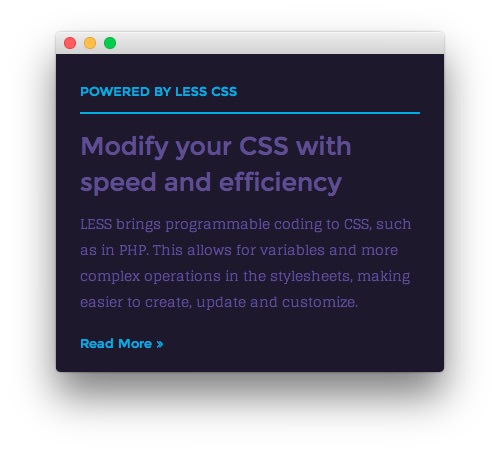 POWERED BY LESS CSS
Modify your CSS with
speed and efficiency
LESS brings programmable coding to CSS, such
as in PHP. This allows for variables and more
complex operations in the stylesheets, making
easier to create, update and customize.
Read More »